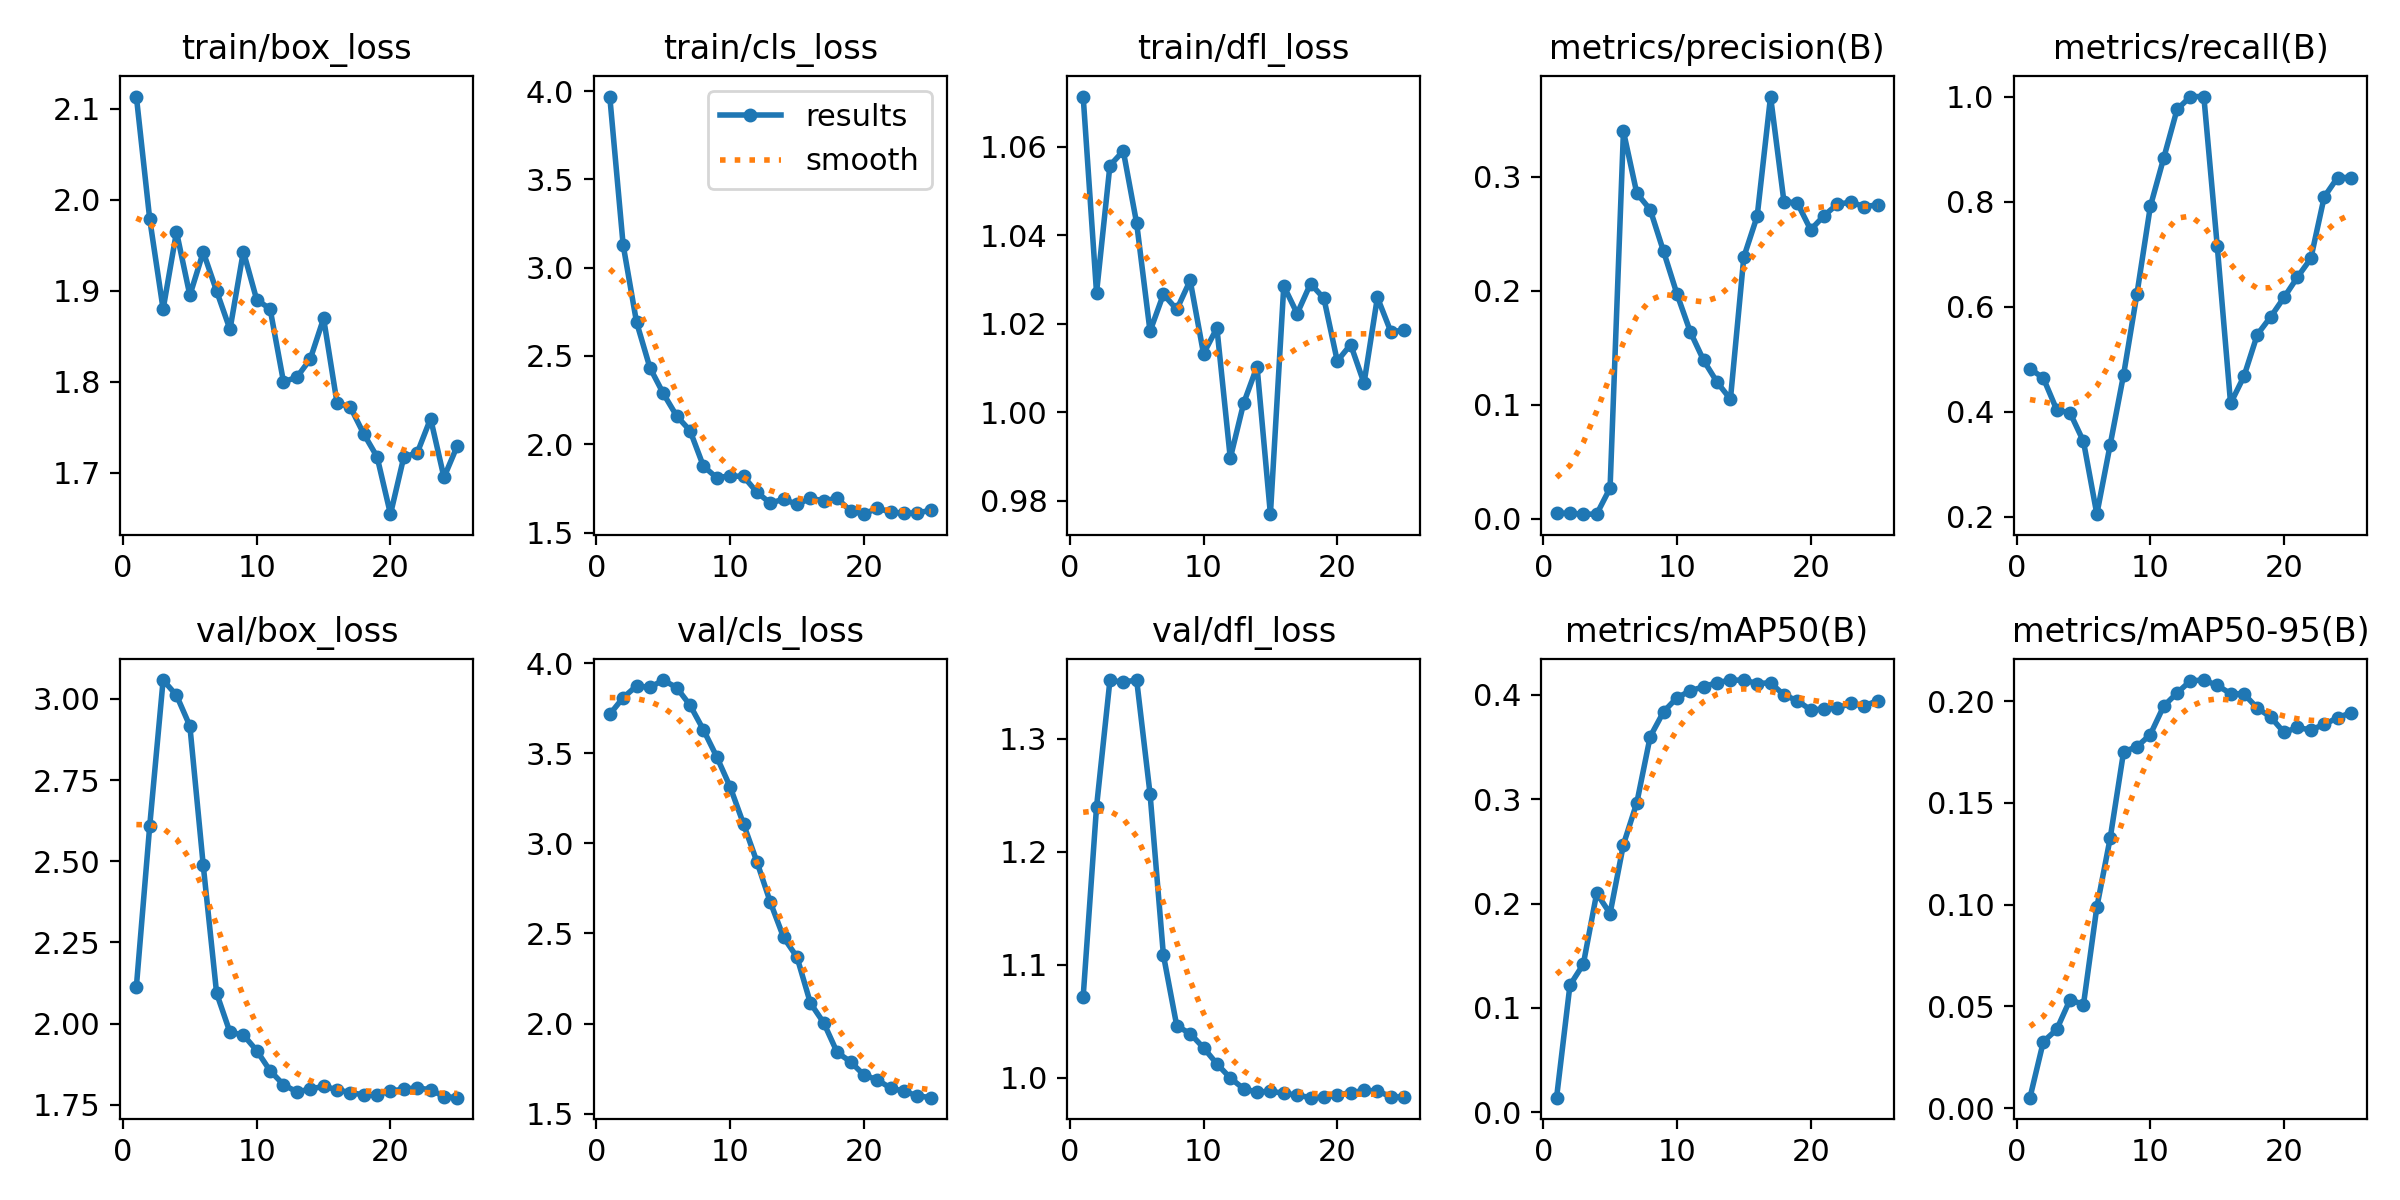 train/box_loss
2.1
2.0
1.9
1.8
1.7
0 10 20
train/cls_loss
results
smooth
4.0
3.5
3.0
2.5
2.0
1.5
0 10 20
train/dfl_loss
1.06
1.04
1.02
1.00
0.98
0 10 20
metrics/precision(B)
0.3
0.2
0.1
0.0
0 10 20
metrics/recall(B)
1.0
0.8
0.6
0.4
0.2
0 10 20
val/box_loss
3.00
2.75
2.50
2.25
2.00
1.75
0 10 20
val/cls_loss
4.0
3.5
3.0
2.5
2.0
1.5
0 10 20
val/dfl_loss
1.3
1.2
1.1
1.0
0 10 20
metrics/mAP50(B)
0.4
0.3
0.2
0.1
0.0
0 10 20
metrics/mAP50-95(B)
0.20
0.15
0.10
0.05
0.00
0 10 20